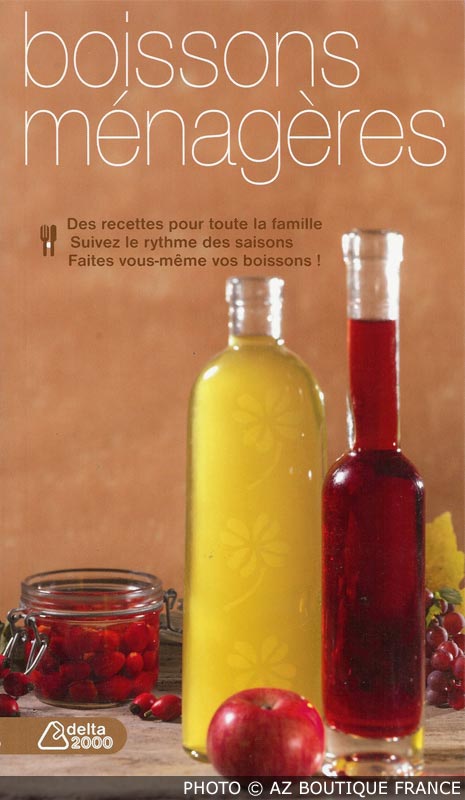 boissons
ménagères
Des recettes pour toute la famille
Suivez le rythme des saisons
Faites vous-même vos boissons !
delta
2000
PHOTO © AZ BOUTIQUE FRANCE